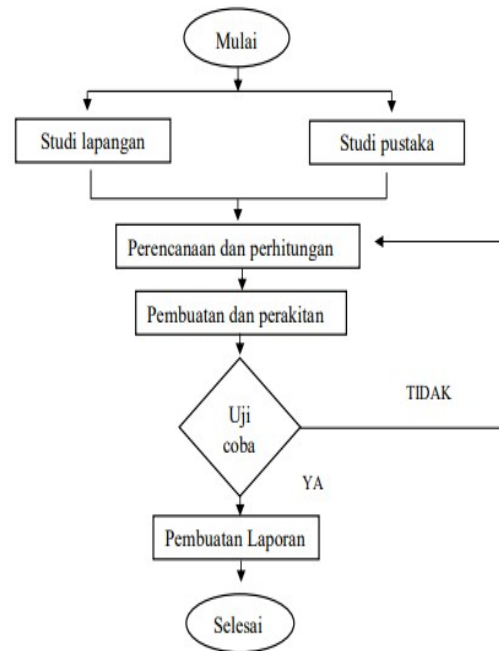 Mulai
Studi lapangan
Studi pustaka
Perencanaan dan perhitungan
Pembuatan dan perakitan
TIDAK
Uji
coba
YA
Pembuatan Laporan
Selesai